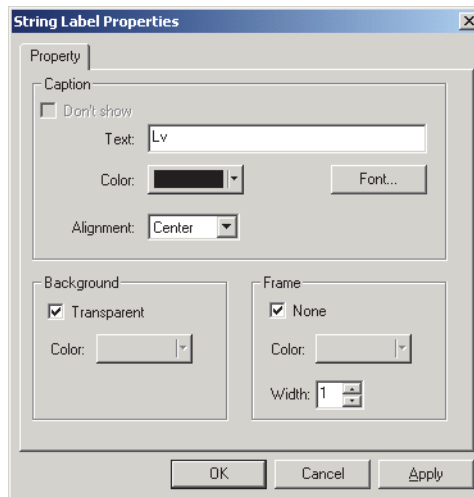 String Label Properties
Property
Caption
Don't show
Text: Lv
Color:
Font...
Alignment: Center
Background
Transparent
Color:
Frame
None
Color:
Width: 1
OK Cancel Apply